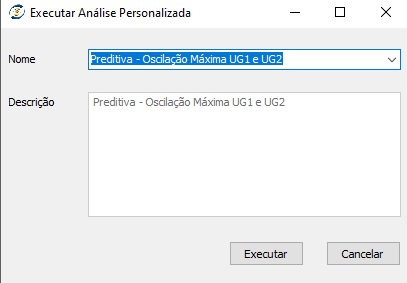 Executar Análise Personalizada
Nome
Preditiva - Oscilação Máxima UG1 e UG2
Descrição
Preditiva - Oscilação Máxima UG1 e UG2
Executar
Cancelar